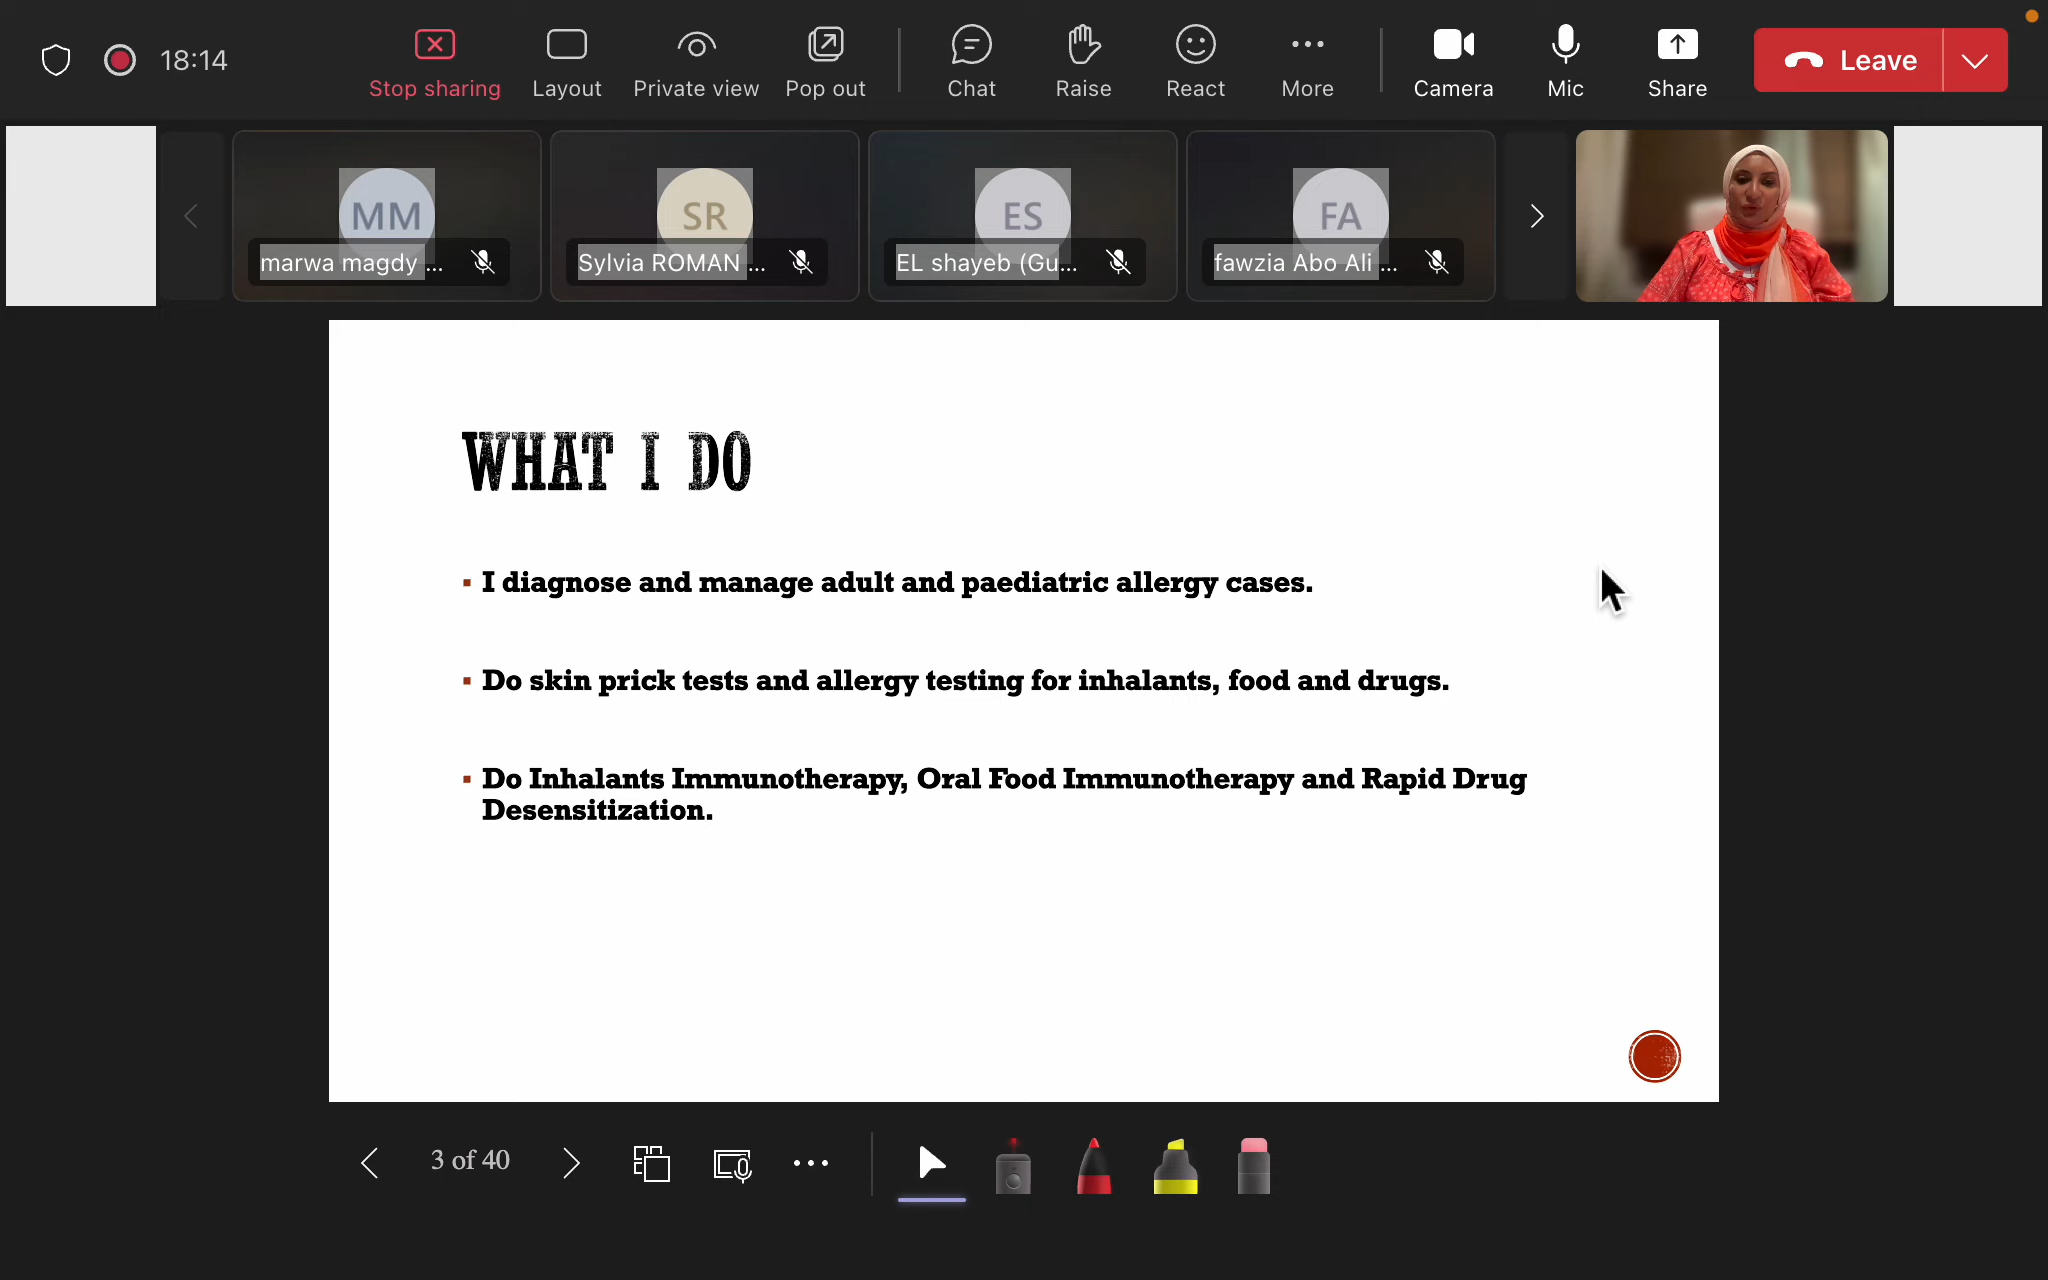 18:14
Stop sharing
Layout
Private view
Pop out
Chat
Raise
React
More
Camera
Mic
Share
Leave
MM
marwa magdy ...
SR
Sylvia ROMAN ...
ES
EL shayeb (Gu...
FA
fawzia Abo Ali ...
WHAT I DO
▪ I diagnose and manage adult and paediatric allergy cases.
▪ Do skin prick tests and allergy testing for inhalants, food and drugs.
▪ Do Inhalants Immunotherapy, Oral Food Immunotherapy and Rapid Drug
Desensitization.
3 of 40